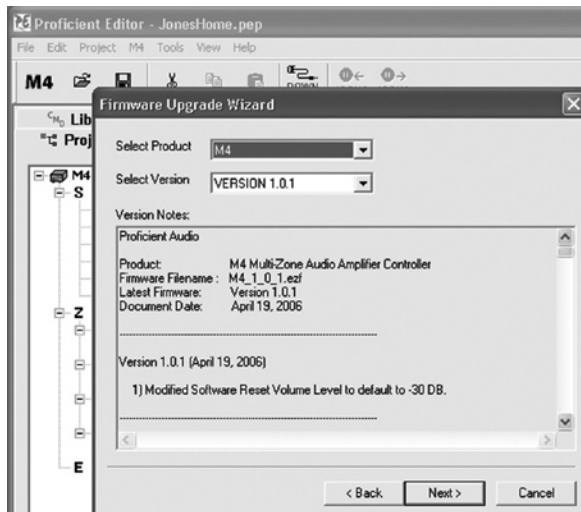 Proficient Editor - JonesHome.pep
File Edit Project M4 Tools View Help
M4
DOWN
Firmware Upgrade Wizard
CMD Lib
Proj
Select Product M4
M4
Select Version VERSION 1.0.1
S
Version Notes:
Proficient Audio
Product: M4 Multi-Zone Audio Amplifier Controller
Firmware Filename : M4_1_0_1.ezf
Latest Firmware: Version 1.0.1
Document Date: April 19, 2006
Z
--------------------------------------------------------------------------------
Version 1.0.1 (April 19, 2006)
1) Modified Software Reset Volume Level to default to -30 DB.
--------------------------------------------------------------------------------
E
< Back Next > Cancel